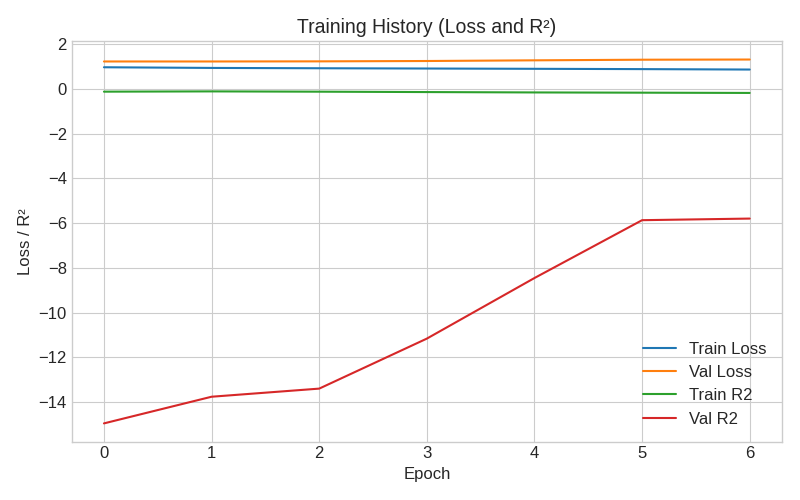 Training History (Loss and R²)
2
0
−2
−4
−6
−8
−10
−12
−14
Loss / R²
Train Loss
Val Loss
Train R2
Val R2
0 1 2 3 4 5 6
Epoch